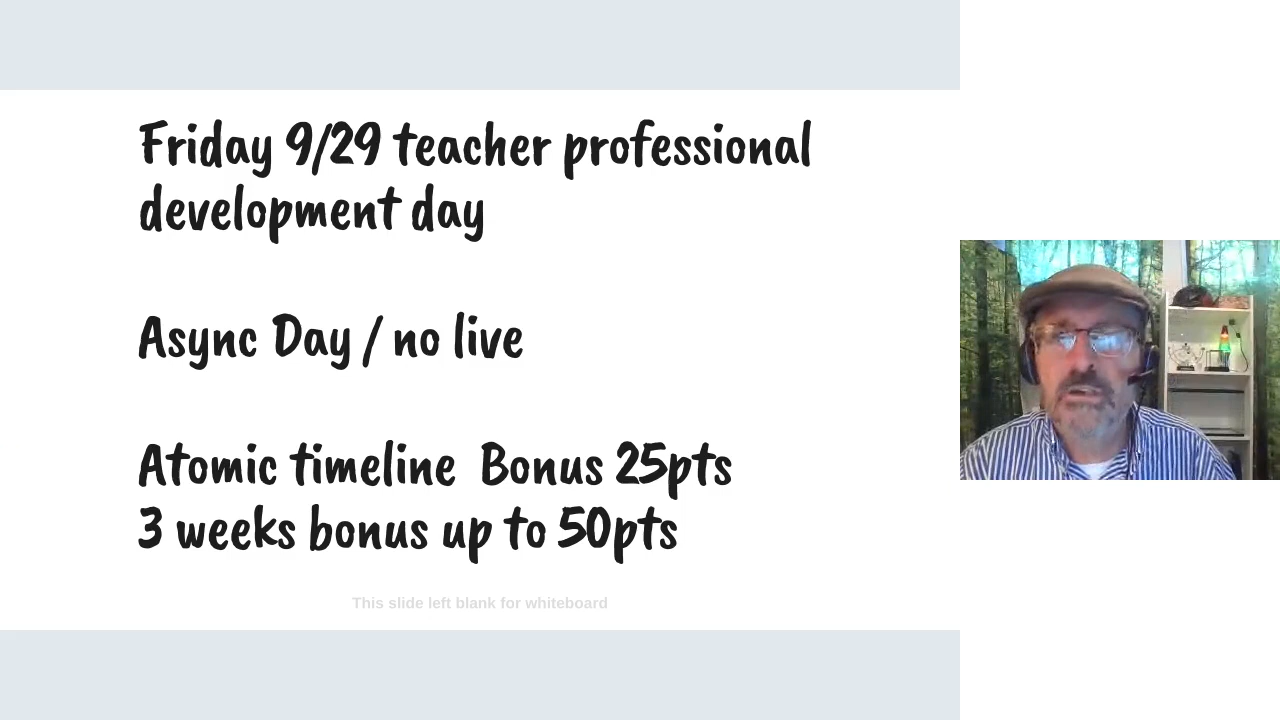 Friday 9/29 teacher professional
development day
Async Day / no live
Atomic timeline Bonus 25pts
3 weeks bonus up to 50pts
This slide left blank for whiteboard